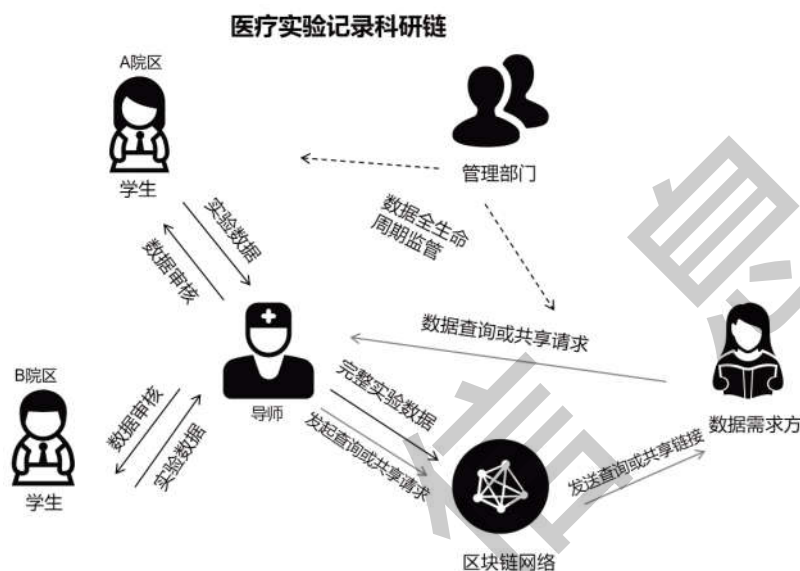 医疗实验记录科研链
A院区
学生
管理部门
实验数据
数据审核
数据全生命
周期监管
数据查询或共享请求
B院区
学生
数据审核
实验数据
导师
完整实验数据
发起查询或共享请求
数据需求方
发送查询或共享链接
区块链网络
信息